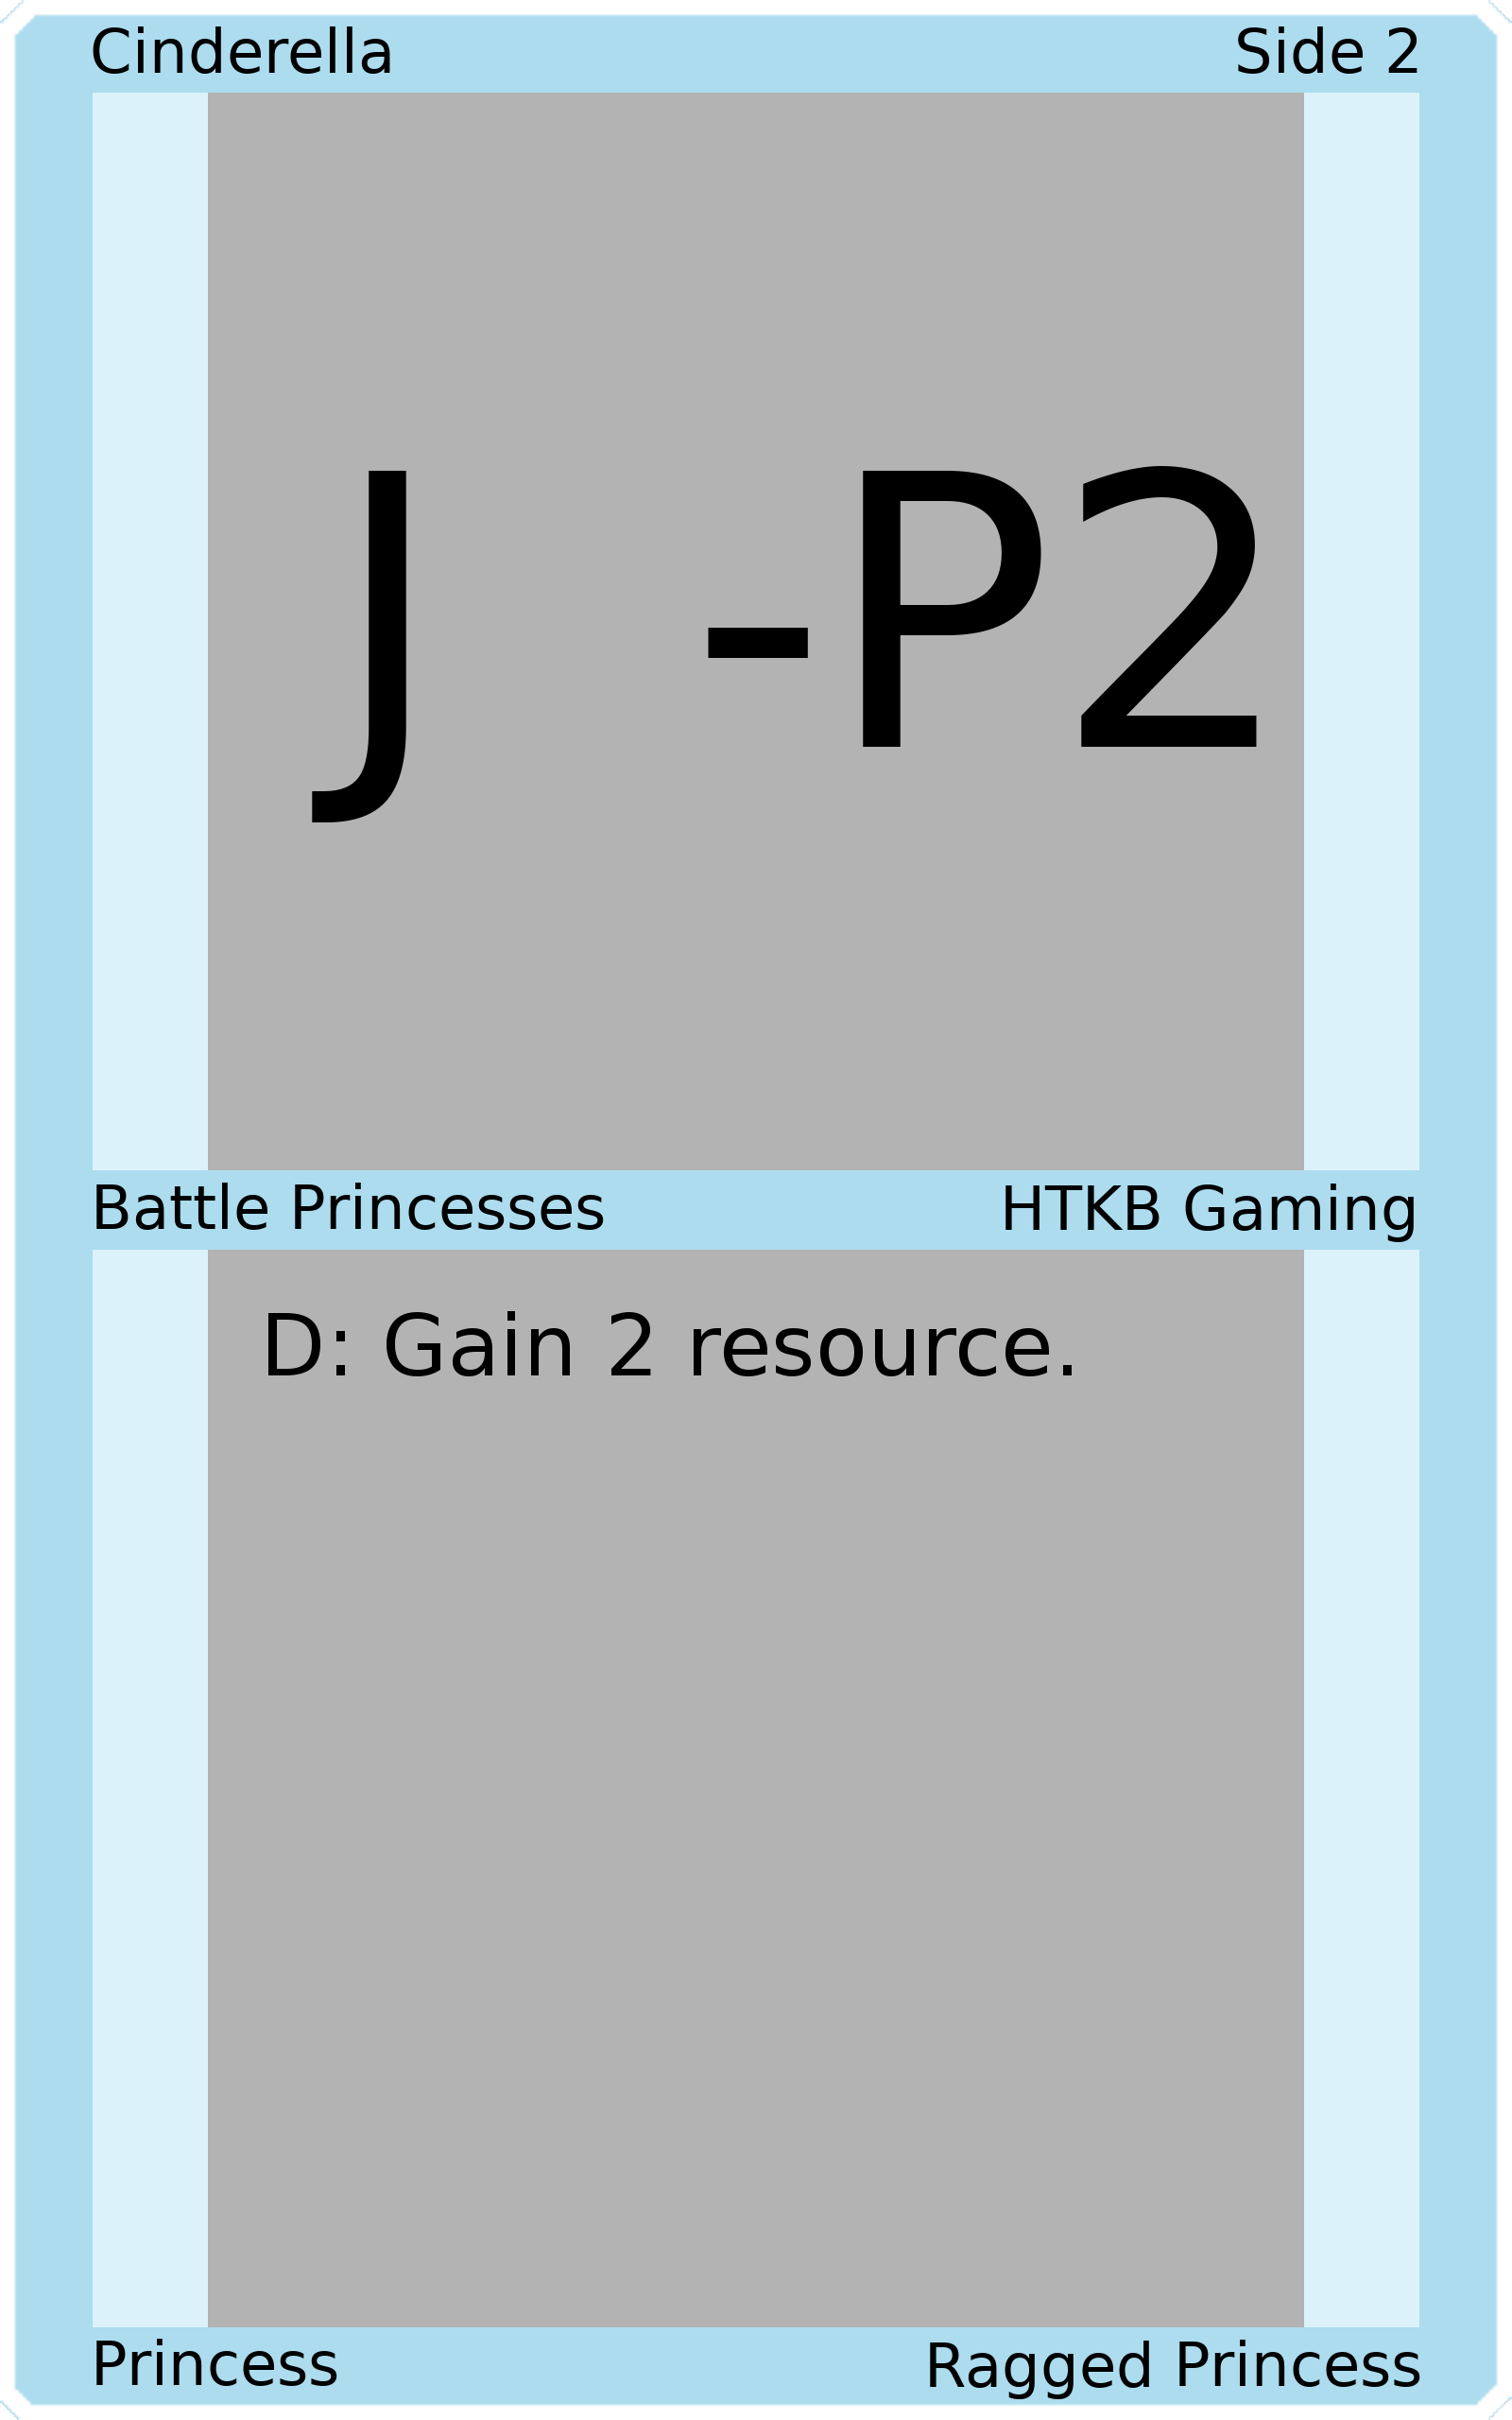 Cinderella Side 2
J -P2
Battle Princesses HTKB Gaming
D: Gain 2 resource.
Princess Ragged Princess